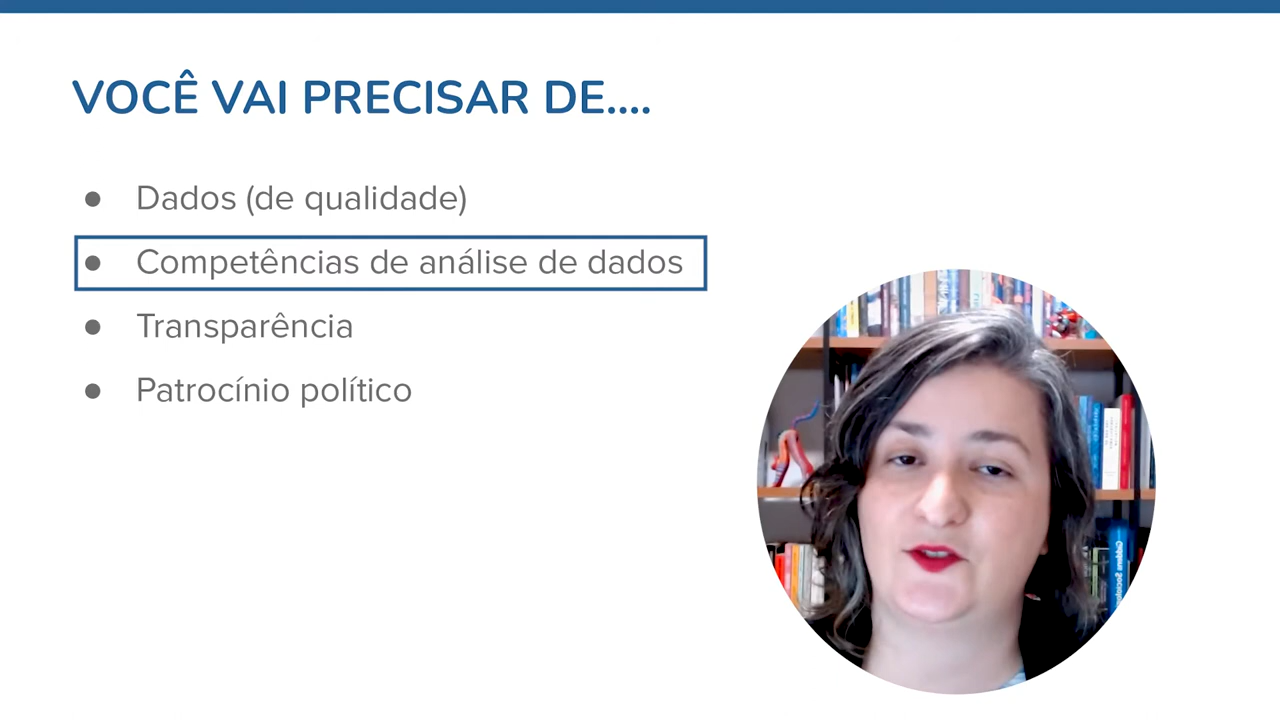 VOCÊ VAI PRECISAR DE....
● Dados (de qualidade)
● Competências de análise de dados
● Transparência
● Patrocínio político